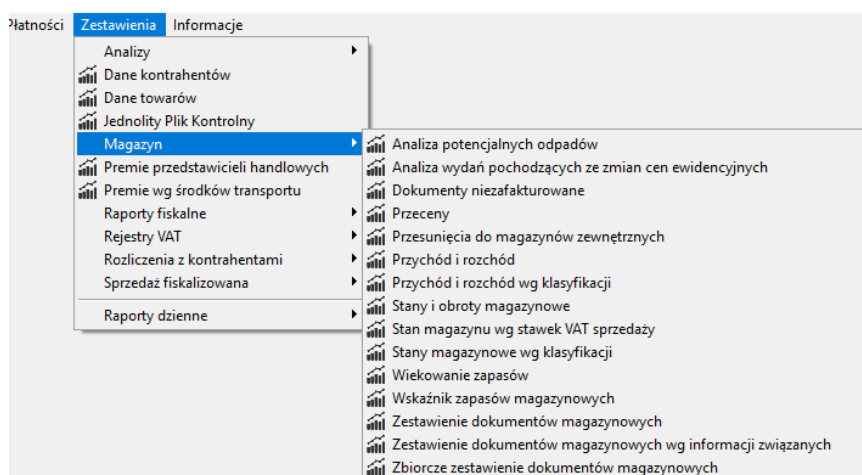 Płatności Zestawienia Informacje
Analizy
Dane kontrahentów
Dane towarów
Jednolity Plik Kontrolny
Magazyn
Premie przedstawicieli handlowych
Premie wg środków transportu
Raporty fiskalne
Rejestry VAT
Rozliczenia z kontrahentami
Sprzedaż fiskalizowana
Raporty dzienne
Analiza potencjalnych odpadów
Analiza wydań pochodzących ze zmian cen ewidencyjnych
Dokumenty niezafakturowane
Przeceny
Przesunięcia do magazynów zewnętrznych
Przychód i rozchód
Przychód i rozchód wg klasyfikacji
Stany i obroty magazynowe
Stan magazynu wg stawek VAT sprzedaży
Stany magazynowe wg klasyfikacji
Wiekowanie zapasów
Wskaźnik zapasów magazynowych
Zestawienie dokumentów magazynowych
Zestawienie dokumentów magazynowych wg informacji związanych
Zbiorcze zestawienie dokumentów magazynowych